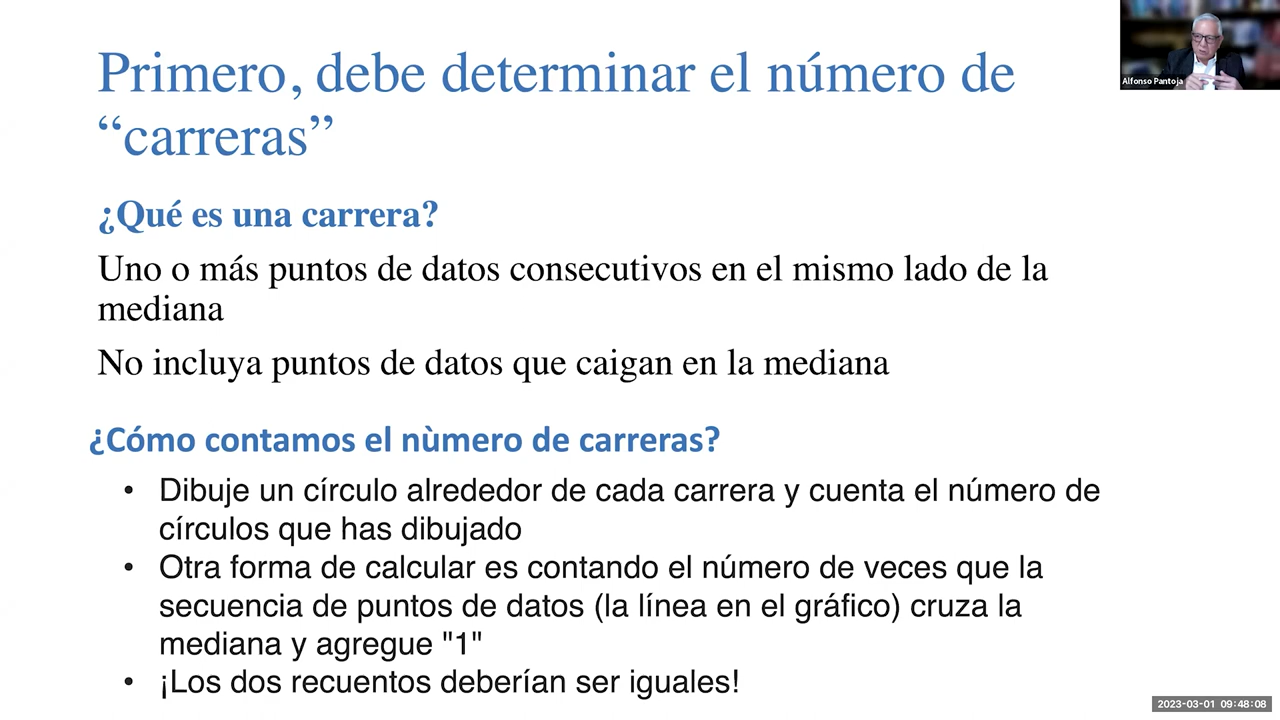 Primero, debe determinar el número de
“carreras”
¿Qué es una carrera?
Uno o más puntos de datos consecutivos en el mismo lado de la
mediana
No incluya puntos de datos que caigan en la mediana
¿Cómo contamos el nùmero de carreras?
• Dibuje un círculo alrededor de cada carrera y cuenta el número de
círculos que has dibujado
• Otra forma de calcular es contando el número de veces que la
secuencia de puntos de datos (la línea en el gráfico) cruza la
mediana y agregue "1"
• ¡Los dos recuentos deberían ser iguales!
Alfonso Pantoja
2023-03-01 09:48:08